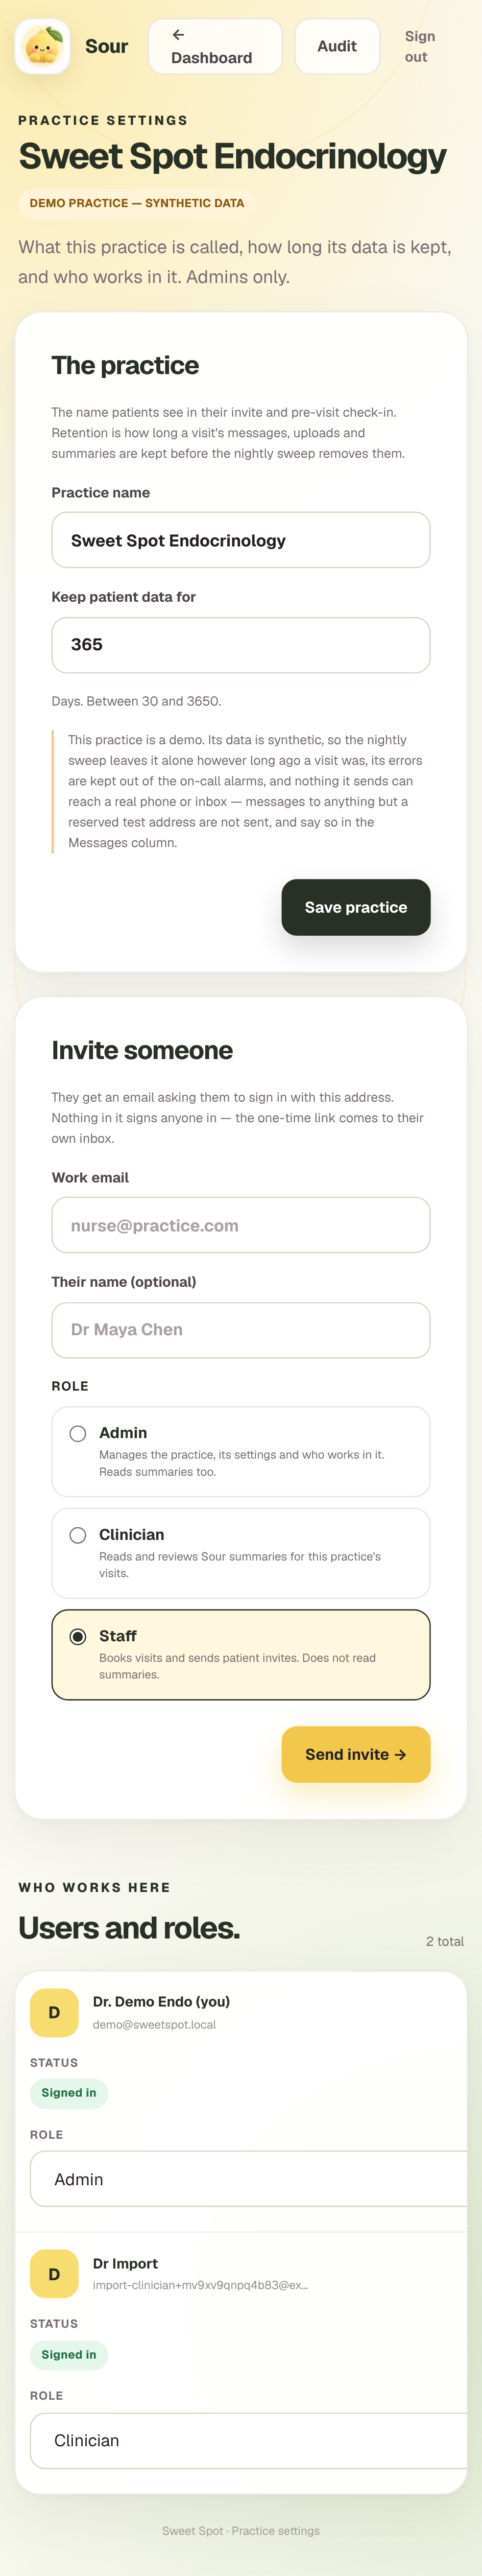 Sour
← Dashboard
Audit
Sign out
PRACTICE SETTINGS
Sweet Spot Endocrinology
DEMO PRACTICE — SYNTHETIC DATA
What this practice is called, how long its data is kept,
and who works in it. Admins only.
The practice
The name patients see in their invite and pre-visit check-in.
Retention is how long a visit's messages, uploads and
summaries are kept before the nightly sweep removes them.
Practice name
Sweet Spot Endocrinology
Keep patient data for
365
Days. Between 30 and 3650.
This practice is a demo. Its data is synthetic, so the nightly
sweep leaves it alone however long ago a visit was, its errors
are kept out of the on-call alarms, and nothing it sends can
reach a real phone or inbox — messages to anything but a
reserved test address are not sent, and say so in the
Messages column.
Save practice
Invite someone
They get an email asking them to sign in with this address.
Nothing in it signs anyone in — the one-time link comes to their
own inbox.
Work email
nurse@practice.com
Their name (optional)
Dr Maya Chen
ROLE
Admin
Manages the practice, its settings and who works in it.
Reads summaries too.
Clinician
Reads and reviews Sour summaries for this practice's
visits.
Staff
Books visits and sends patient invites. Does not read
summaries.
Send invite →
WHO WORKS HERE
Users and roles.
2 total
D
Dr. Demo Endo (you)
demo@sweetspot.local
STATUS
Signed in
ROLE
Admin
D
Dr Import
import-clinician+mv9xv9qnpq4b83@ex...
STATUS
Signed in
ROLE
Clinician
Sweet Spot · Practice settings